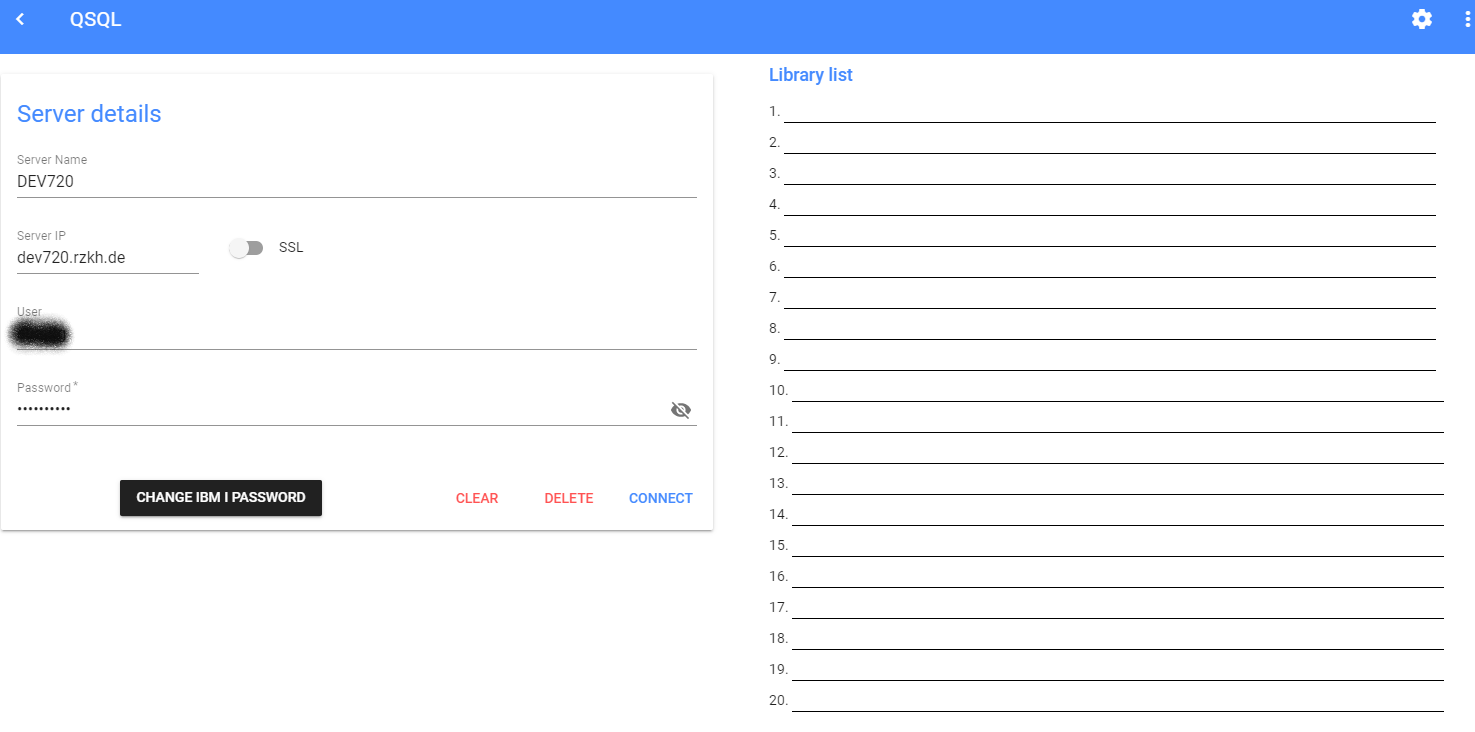 QSQL
Server details
Server Name
DEV720
Server IP
dev720.rzkh.de
SSL
User
Password *
••••••••••
CHANGE IBM I PASSWORD
CLEAR
DELETE
CONNECT
Library list
1.
2.
3.
4.
5.
6.
7.
8.
9.
10.
11.
12.
13.
14.
15.
16.
17.
18.
19.
20.